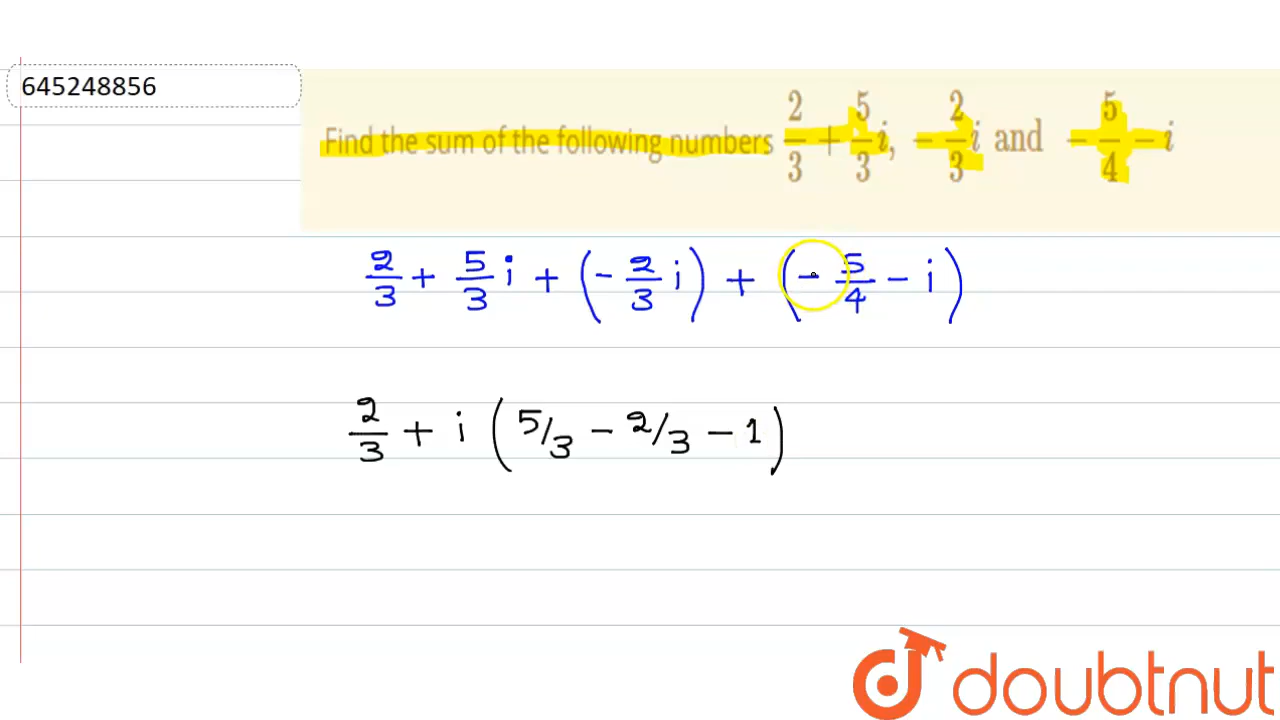 645248856
Find the sum of the following numbers 2/3 + 5/3 i, - 2/3 i and - 5/4 - i
2/3 + 5/3 i + (- 2/3 i) + (- 5/4 - i)
2/3 + i (5/3 - 2/3 - 1)
doubtnut